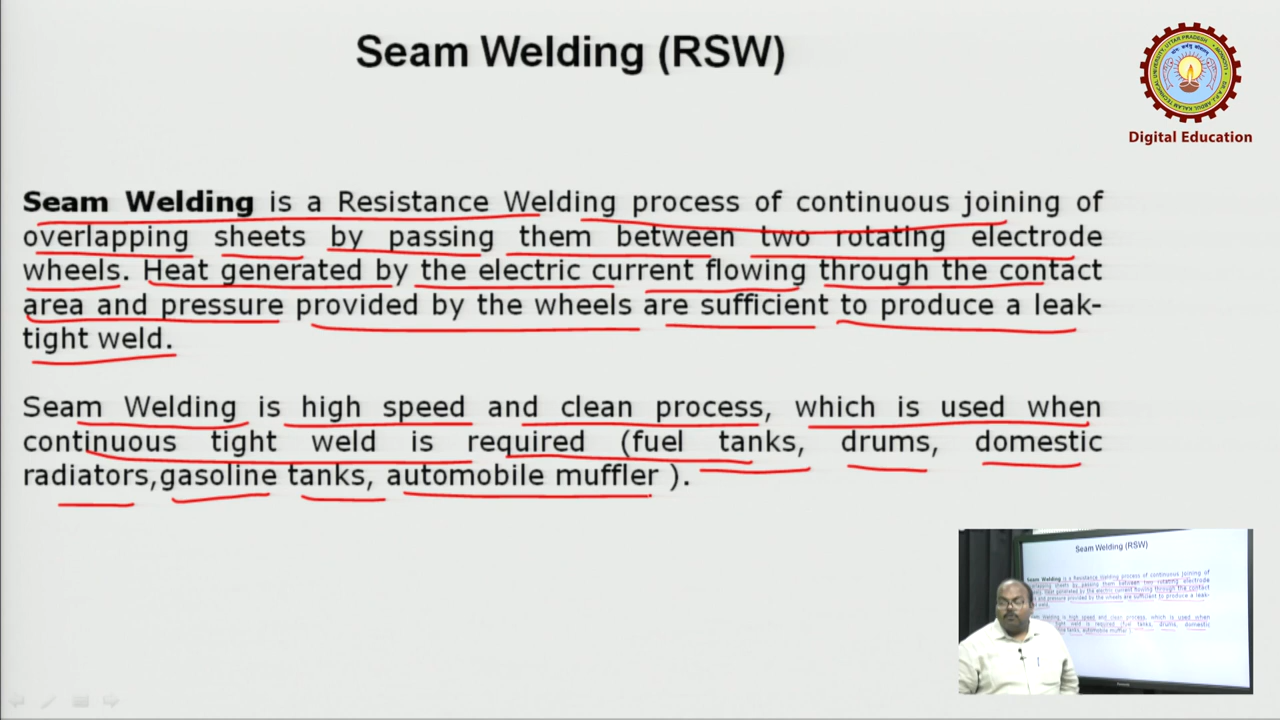 Seam Welding (RSW)
Digital Education
Seam Welding is a Resistance Welding process of continuous joining of
overlapping sheets by passing them between two rotating electrode
wheels. Heat generated by the electric current flowing through the contact
area and pressure provided by the wheels are sufficient to produce a leak-
tight weld.
Seam Welding is high speed and clean process, which is used when
continuous tight weld is required (fuel tanks, drums, domestic
radiators,gasoline tanks, automobile muffler ).
Seam Welding (RSW)